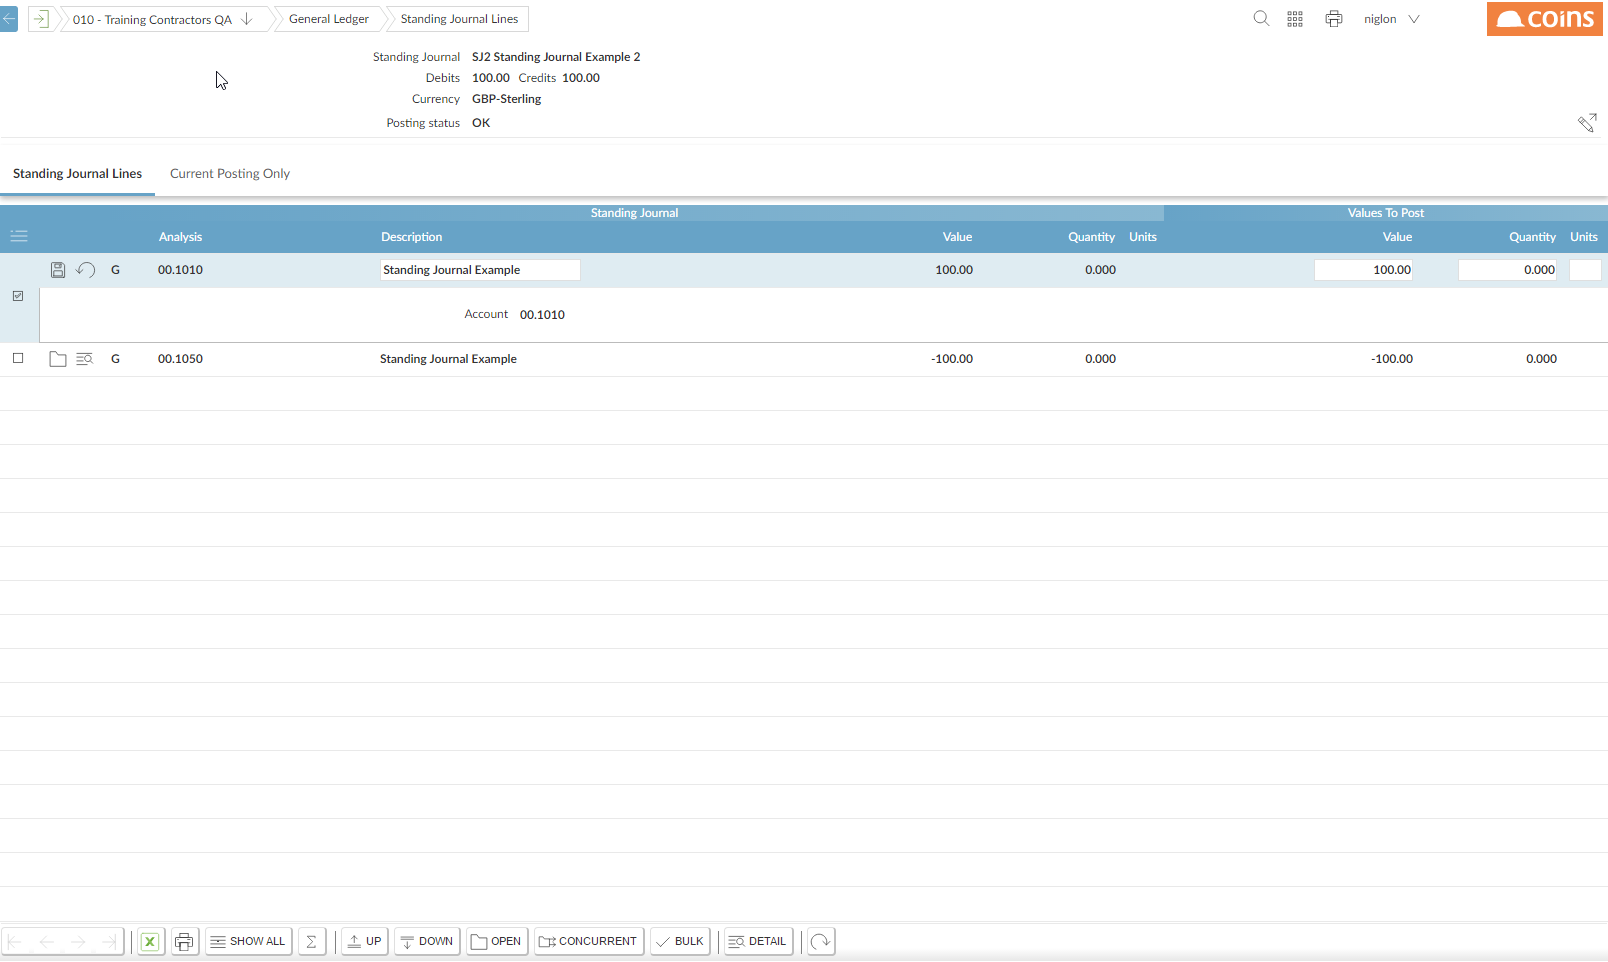 010 - Training Contractors QA General Ledger Standing Journal Lines niglon coins
Standing Journal SJ2 Standing Journal Example 2
Debits 100.00 Credits 100.00
Currency GBP-Sterling
Posting status OK
Standing Journal Lines Current Posting Only
Standing Journal Values To Post
Analysis Description Value Quantity Units Value Quantity Units
G 00.1010 Standing Journal Example 100.00 0.000 100.00 0.000
Account 00.1010
G 00.1050 Standing Journal Example -100.00 0.000 -100.00 0.000
X SHOW ALL Σ UP DOWN OPEN CONCURRENT BULK DETAIL